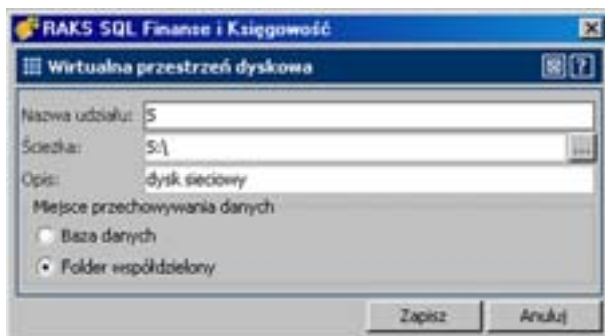 RAKS SQL Finanse i Księgowość
Wirtualna przestrzeń dyskowa
Nazwa udziału: S
Ścieżka: S:\ ...
Opis: dysk sieciowy
Miejsce przechowywania danych
Baza danych
Folder współdzielony
Zapisz Anuluj